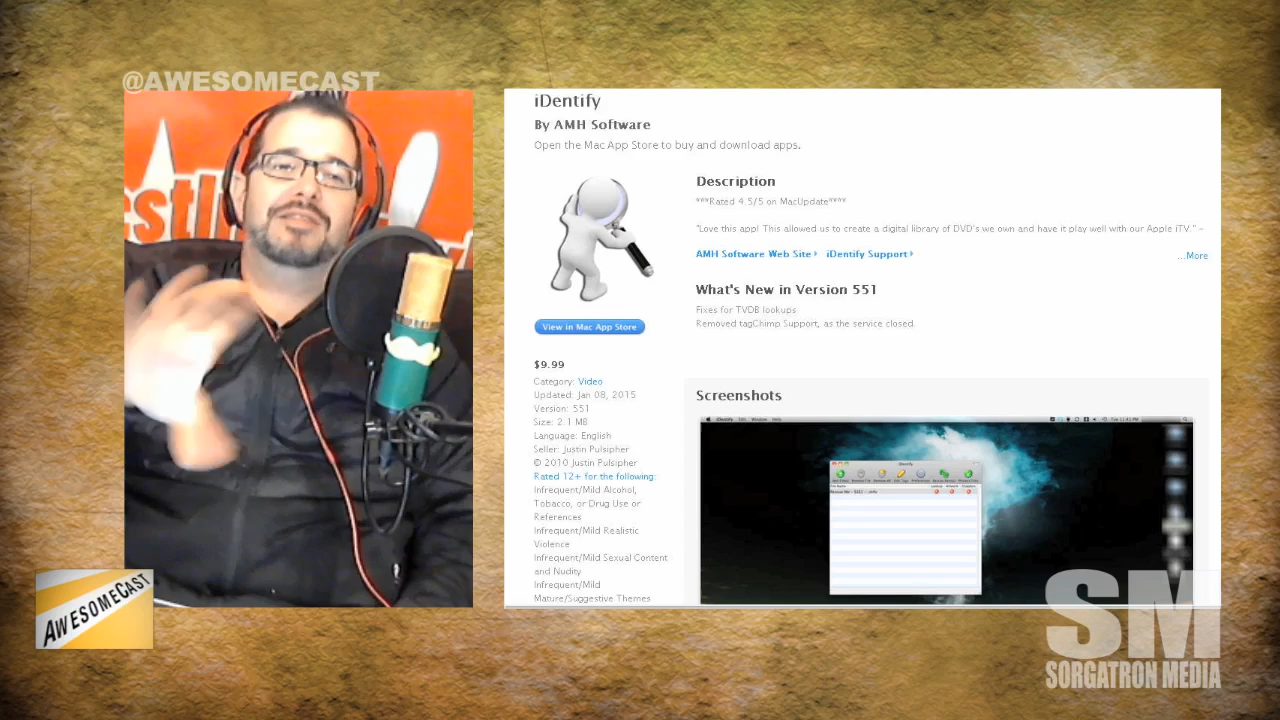 @AWESOMECAST
iDentify
By AMH Software
Open the Mac App Store to buy and download apps.
Description
***Rated 4.5/5 on MacUpdate****
"Love this app! This allowed us to create a digital library of DVD's we own and have it play well with our Apple iTV." –
AMH Software Web Site
iDentify Support
...More
What's New in Version 551
Fixes for TVDB lookups
Removed tagChimp Support, as the service closed.
View in Mac App Store
$9.99
Category: Video
Updated: Jan 08, 2015
Version: 551
Size: 2.1 MB
Language: English
Seller: Justin Pulsipher
© 2010 Justin Pulsipher
Rated 12+ for the following:
Infrequent/Mild Alcohol,
Tobacco, or Drug Use or
References
Infrequent/Mild Realistic
Violence
Infrequent/Mild Sexual Content
and Nudity
Infrequent/Mild
Mature/Suggestive Themes
Screenshots
iDentify Edit Window Help
iDentify
AWESOMECAST
SM
SORGATRON MEDIA